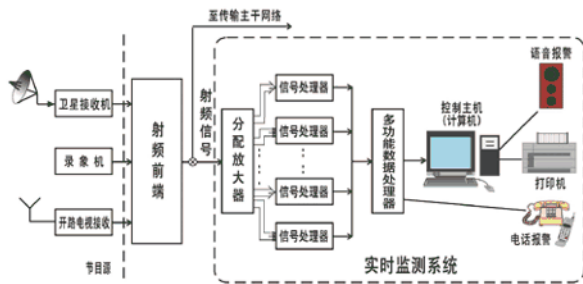 至传输主干网络
语音报警
卫星接收机
录象机
开路电视接收
节目源
射频前端
射频信号
分配放大器
信号处理器
信号处理器
信号处理器
信号处理器
多功能数据处理器
控制主机
(计算机)
打印机
电话报警
实时监测系统